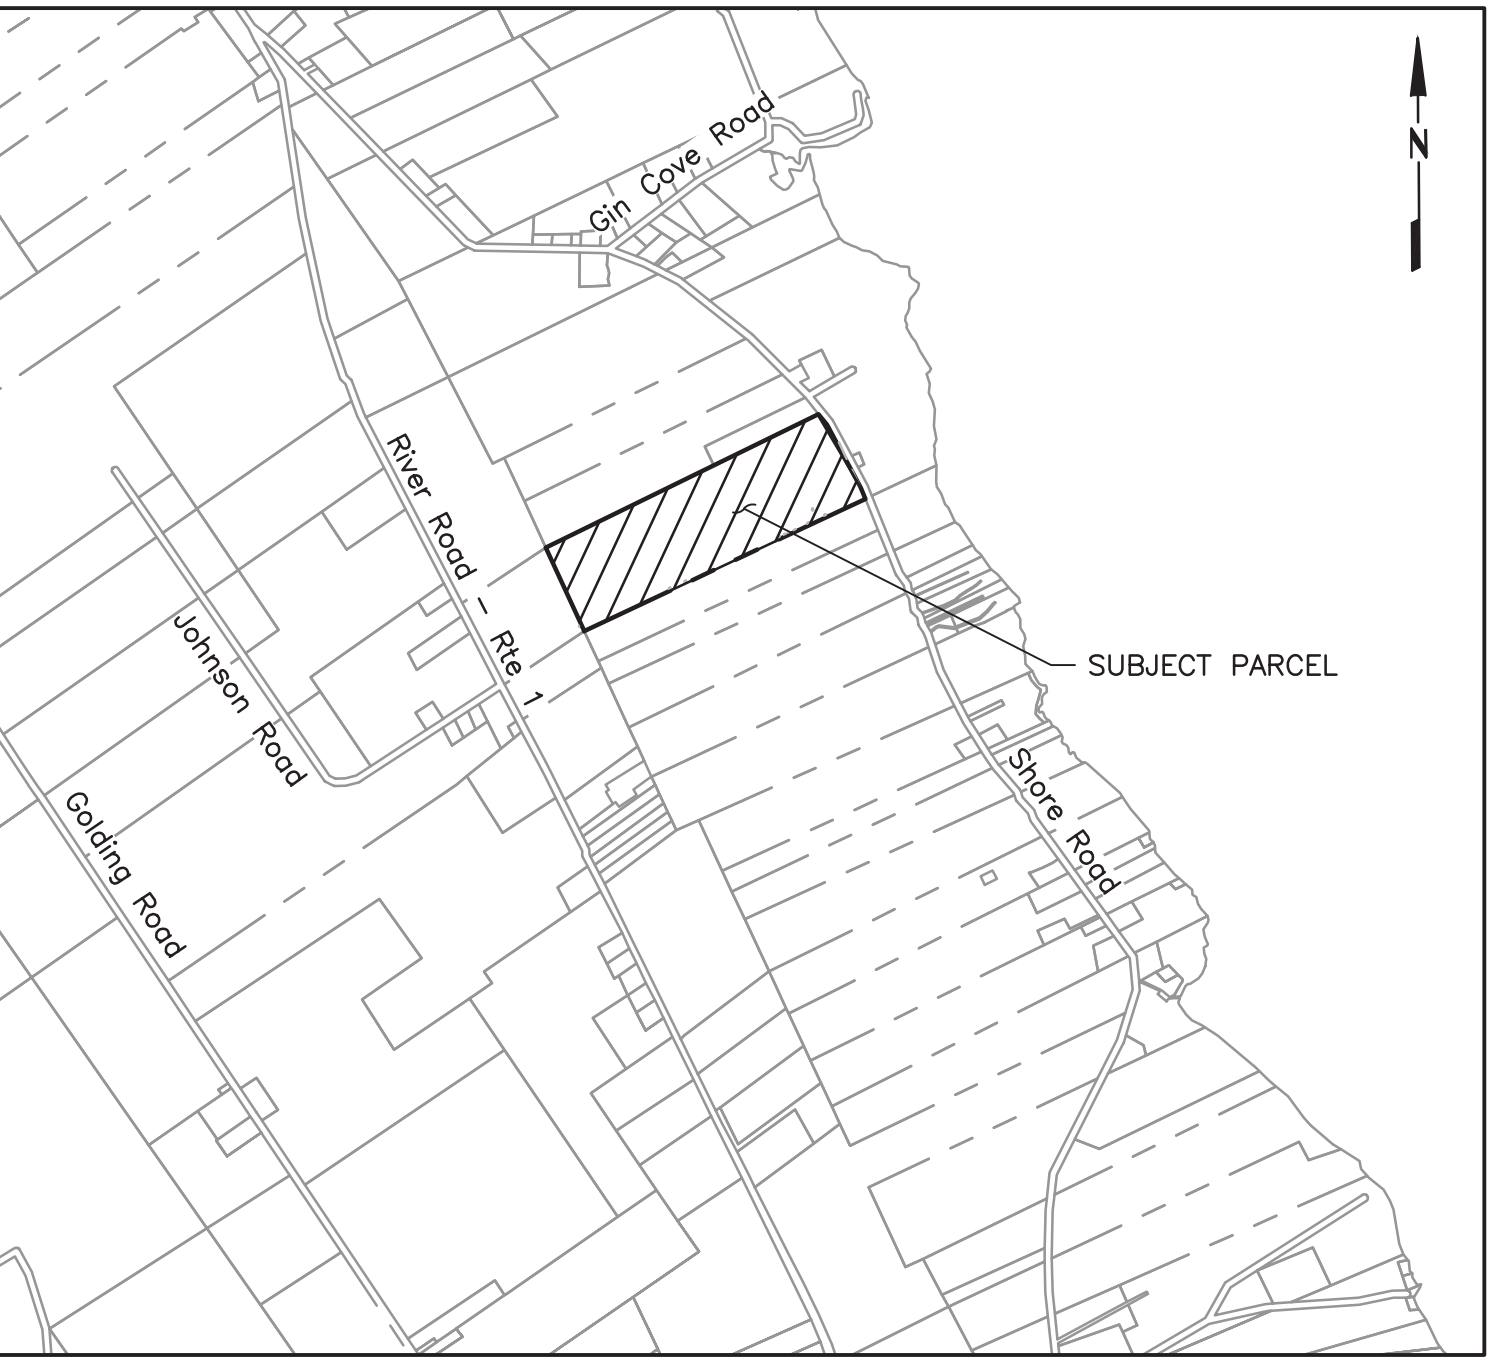 N
Gin Cove Road
River Road - Rte 1
Johnson Road
SUBJECT PARCEL
Shore Road
Golding Road